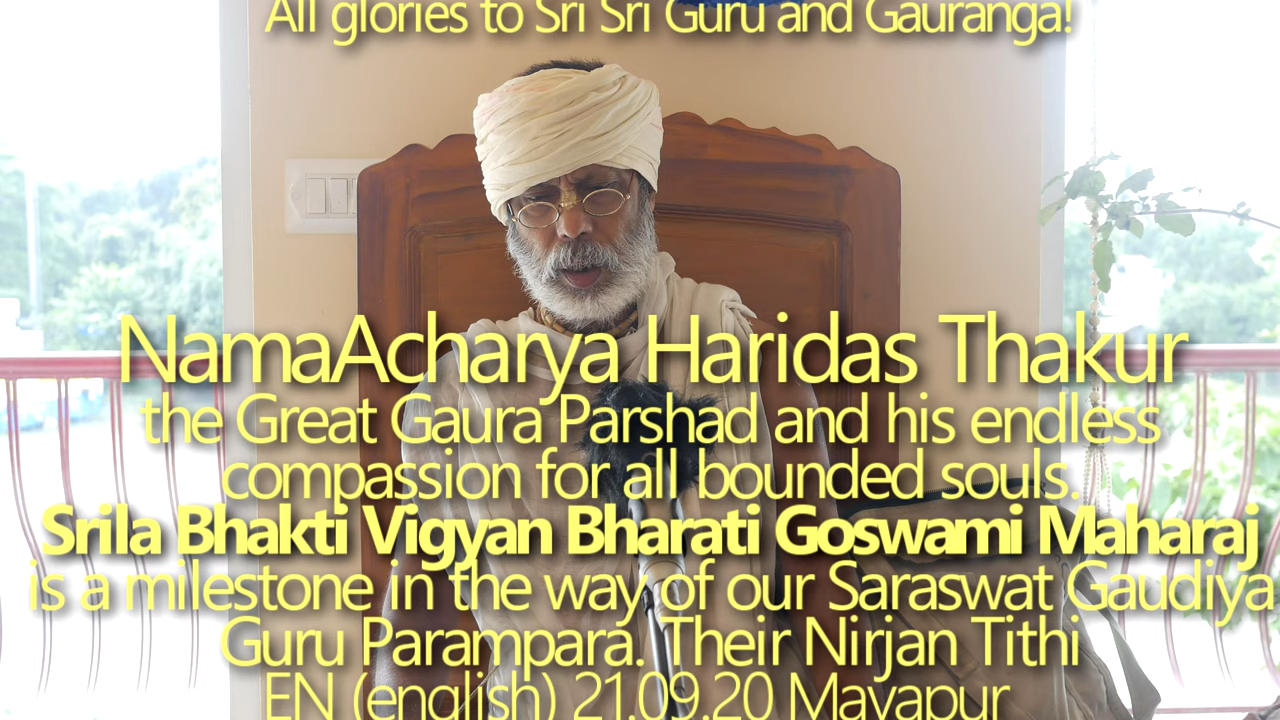 All glories to Sri Sri Guru and Gauranga!
NamaAcharya Haridas Thakur
the Great Gaura Parshad and his endless
compassion for all bounded souls.
Srila Bhakti Vigyan Bharati Goswami Maharaj
is a milestone in the way of our Saraswat Gaudiya
Guru Parampara. Their Nirjan Tithi
EN (english) 21.09.20 Mayapur